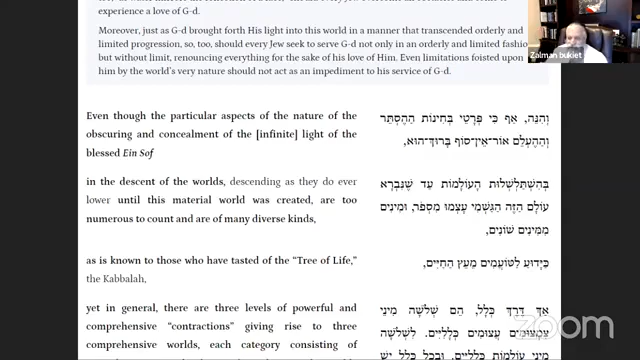 experience a love of G-d.
Moreover, just as G-d brought forth His light into this world in a manner that transcended orderly
and limited progression, so, too, should every Jew seek to serve G-d not only in an orderly and limited fashio
but without limit, renouncing everything for the sake of his love of Him. Even limitations foisted upon
him by the world's very nature should not act as an impediment to his service of G-d.
Zalman bukiet
Even though the particular aspects of the nature of the
obscuring and concealment of the [infinite] light of the
blessed Ein Sof
וְהִנֵּה, אַף כִּי פְּרָטֵי בְּחִינוֹת הַהֶסְתֵּר
וְהַהֶעְלֵם אוֹר־אֵין־סוֹף בָּרוּךְ־הוּא,
in the descent of the worlds, descending as they do ever
lower until this material world was created, are too
numerous to count and are of many diverse kinds,
בְּהִשְׁתַּלְשְׁלוּת הָעוֹלָמוֹת עַד שֶׁנִּבְרָא
עוֹלָם הַזֶּה הַגַּשְׁמִי עָצְמוּ מִסְפֵּר, וּמִינִים
מִמִּינִים שׁוֹנִים,
as is known to those who have tasted of the “Tree of Life,”
the Kabbalah,
כַּיָּדוּעַ לַטּוֹעֲמִים מֵעֵץ הַחַיִּים,
yet in general, there are three levels of powerful and
comprehensive “contractions” giving rise to three
comprehensive worlds, each category consisting of
אַךְ דֶּרֶךְ כְּלָל, הֵם שְׁלֹשָׁה מִינֵי
צִמְצוּמִים עֲצוּמִים כְּלָלִיִּים. לִשְׁלֹשָׁה
מִינֵי עוֹלָמוֹת כְּלָלִיִּים. וּבְכָל כְּלָל יֵשׁ
zoom